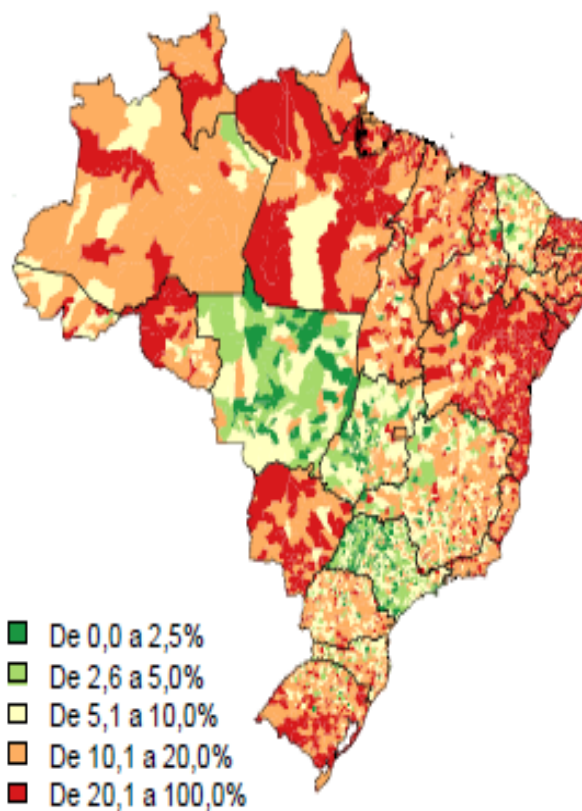 De 0,0 a 2,5%
De 2,6 a 5,0%
De 5,1 a 10,0%
De 10,1 a 20,0%
De 20,1 a 100,0%